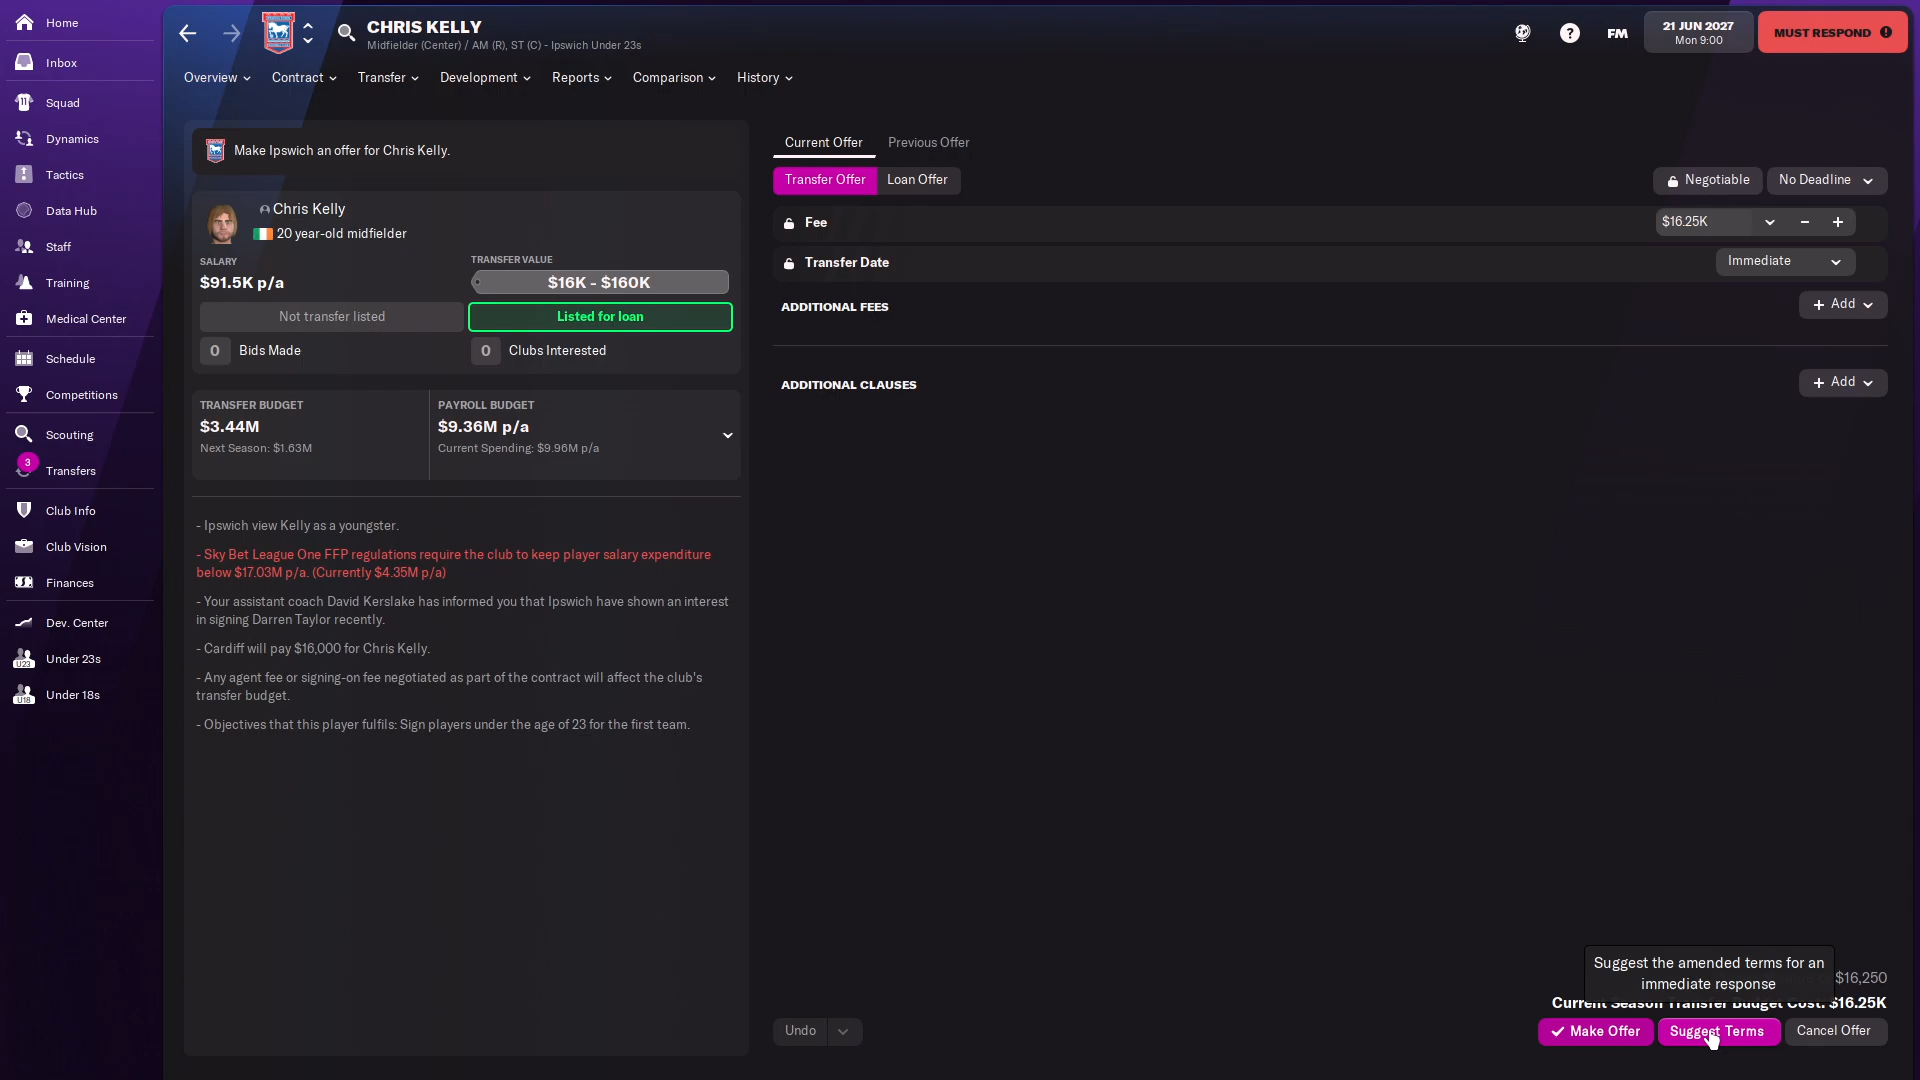 Home
Inbox
Squad
Dynamics
Tactics
Data Hub
Staff
Training
Medical Center
Schedule
Competitions
Scouting
3
Transfers
Club Info
Club Vision
Finances
Dev. Center
U23
Under 23s
U18
Under 18s
CHRIS KELLY
Midfielder (Center) / AM (R), ST (C) - Ipswich Under 23s
FM
21 JUN 2027
Mon 9:00
MUST RESPOND
Overview
Contract
Transfer
Development
Reports
Comparison
History
Make Ipswich an offer for Chris Kelly.
Chris Kelly
20 year-old midfielder
SALARY
$91.5K p/a
TRANSFER VALUE
$16K - $160K
Not transfer listed
Listed for loan
0 Bids Made
0 Clubs Interested
TRANSFER BUDGET
$3.44M
Next Season: $1.63M
PAYROLL BUDGET
$9.36M p/a
Current Spending: $9.96M p/a
- Ipswich view Kelly as a youngster.
- Sky Bet League One FFP regulations require the club to keep player salary expenditure
below $17.03M p/a. (Currently $4.35M p/a)
- Your assistant coach David Kerslake has informed you that Ipswich have shown an interest
in signing Darren Taylor recently.
- Cardiff will pay $16,000 for Chris Kelly.
- Any agent fee or signing-on fee negotiated as part of the contract will affect the club's
transfer budget.
- Objectives that this player fulfils: Sign players under the age of 23 for the first team.
Current Offer
Previous Offer
Transfer Offer
Loan Offer
Negotiable
No Deadline
Fee
$16.25K
Transfer Date
Immediate
ADDITIONAL FEES
Add
ADDITIONAL CLAUSES
Add
Suggest the amended terms for an
immediate response
$16,250
Current Season Transfer Budget Cost: $16.25K
Undo
Make Offer
Suggest Terms
Cancel Offer